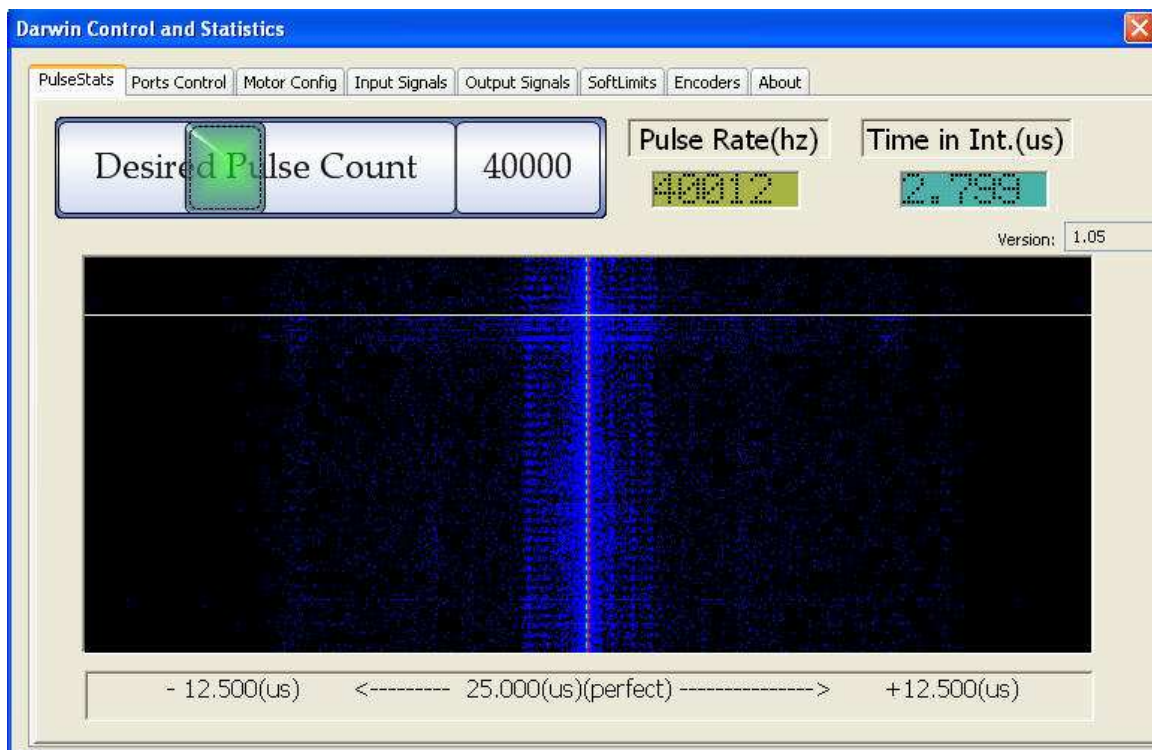 Darwin Control and Statistics
PulseStats Ports Control Motor Config Input Signals Output Signals SoftLimits Encoders About
Desired Pulse Count 40000 Pulse Rate(hz) Time in Int.(us)
40012 2.799
Version: 1.05
- 12.500(us) <--------- 25.000(us)(perfect) ---------------> +12.500(us)